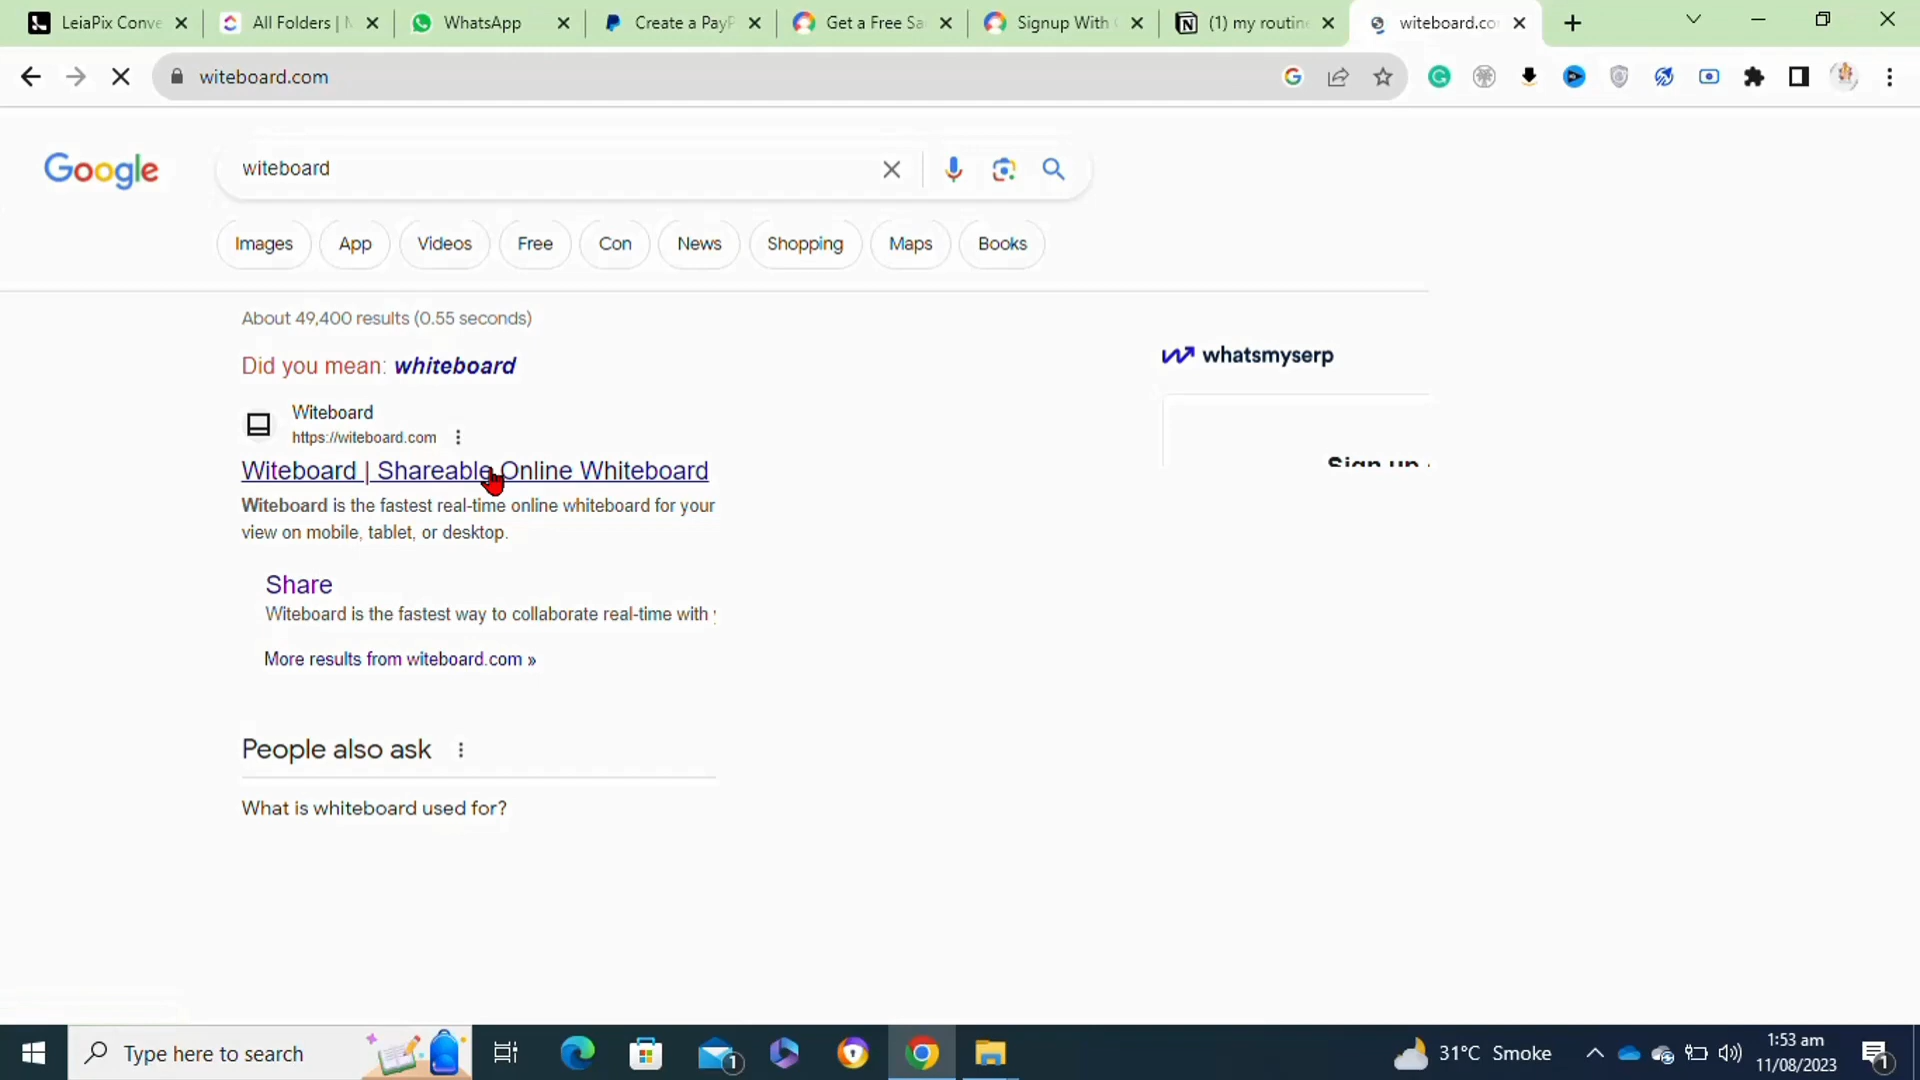 LeiaPix Conve
All Folders |
WhatsApp
Create a PayP
Get a Free Sa
Signup With
(1) my routine
witeboard.co
witeboard.com
Google
witeboard
Images
App
Videos
Free
Con
News
Shopping
Maps
Books
About 49,400 results (0.55 seconds)
Did you mean: whiteboard
whatsmyserp
Witeboard
https://witeboard.com
Sign up
Witeboard | Shareable Online Whiteboard
Witeboard is the fastest real-time online whiteboard for your
view on mobile, tablet, or desktop.
Share
Witeboard is the fastest way to collaborate real-time with
More results from witeboard.com »
People also ask
What is whiteboard used for?
Type here to search
1
31°C Smoke
1:53 am
11/08/2023
1